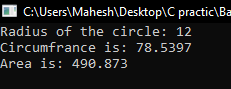 C:\Users\Mahesh\Desktop\C practic\Ba
Radius of the circle: 12
Circumfrance is: 78.5397
Area is: 490.873